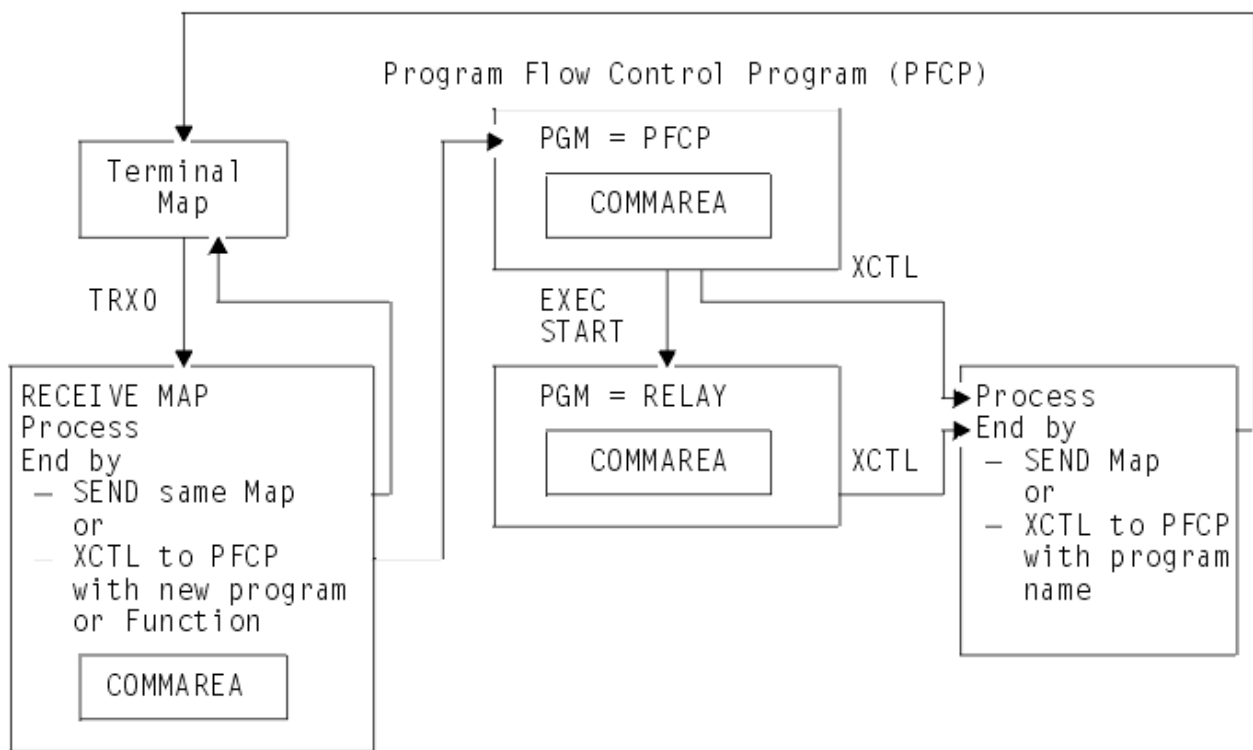 Program Flow Control Program (PFCP)
Terminal
Map
TRX0
RECEIVE MAP
Process
End by
— SEND same Map
or
— XCTL to PFCP
with new program
or Function
COMMAREA
PGM = PFCP
COMMAREA
EXEC
START
XCTL
PGM = RELAY
COMMAREA
XCTL
Process
End by
— SEND Map
or
— XCTL to PFCP
with program
name